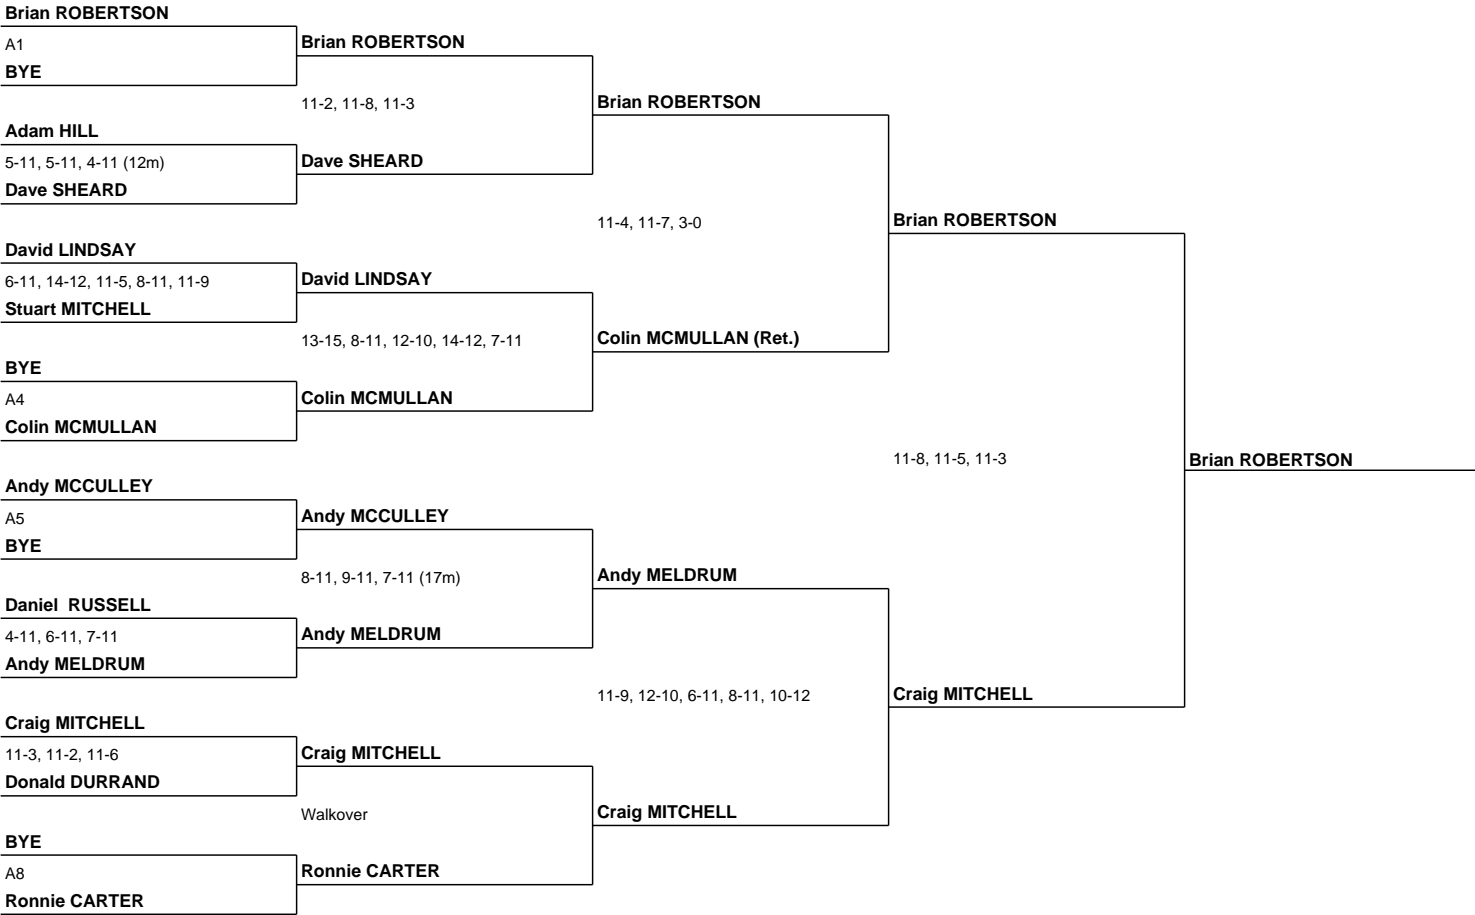 Brian ROBERTSON
A1
BYE
Adam HILL
5-11, 5-11, 4-11 (12m)
Dave SHEARD
David LINDSAY
6-11, 14-12, 11-5, 8-11, 11-9
Stuart MITCHELL
BYE
A4
Colin MCMULLAN
Andy MCCULLEY
A5
BYE
Daniel  RUSSELL
4-11, 6-11, 7-11
Andy MELDRUM
Craig MITCHELL
11-3, 11-2, 11-6
Donald DURRAND
BYE
A8
Ronnie CARTER
Brian ROBERTSON
11-2, 11-8, 11-3
Dave SHEARD
David LINDSAY
13-15, 8-11, 12-10, 14-12, 7-11
Colin MCMULLAN
Andy MCCULLEY
8-11, 9-11, 7-11 (17m)
Andy MELDRUM
Craig MITCHELL
Walkover
Ronnie CARTER
Brian ROBERTSON
11-4, 11-7, 3-0
Colin MCMULLAN (Ret.)
Andy MELDRUM
11-9, 12-10, 6-11, 8-11, 10-12
Craig MITCHELL
Brian ROBERTSON
11-8, 11-5, 11-3
Craig MITCHELL
Brian ROBERTSON